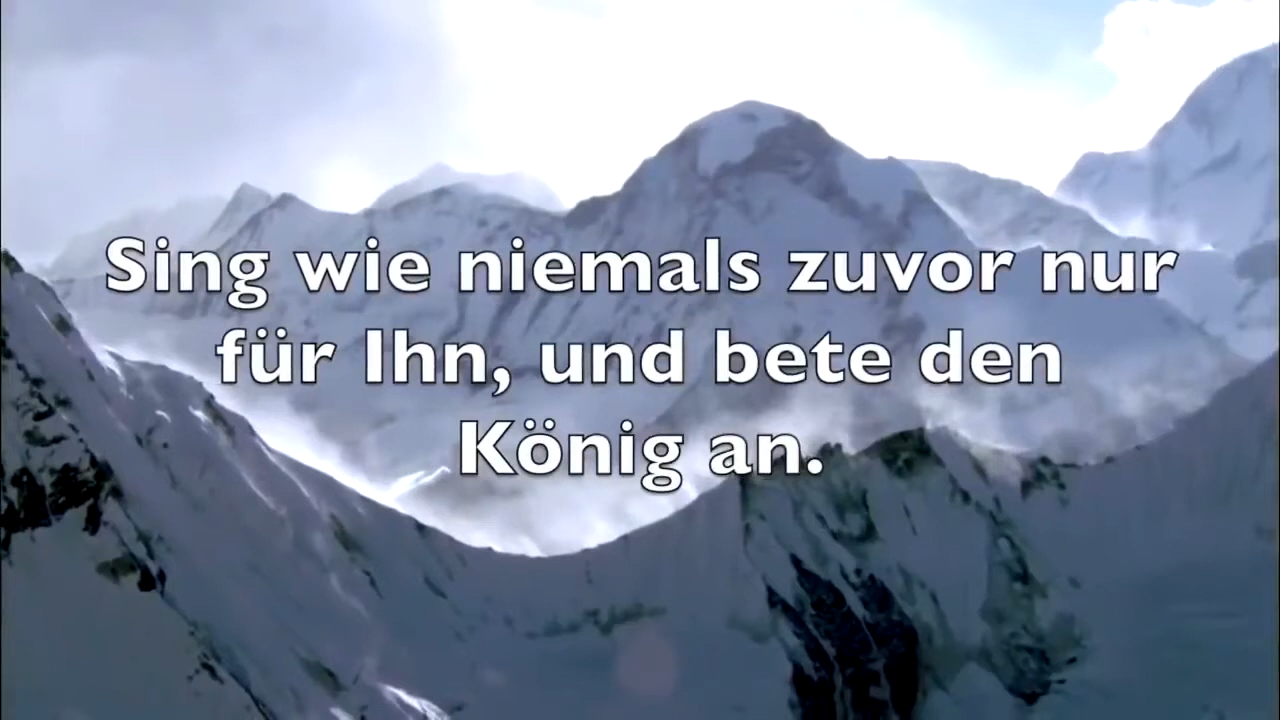 Sing wie niemals zuvor nur
für Ihn, und bete den
König an.